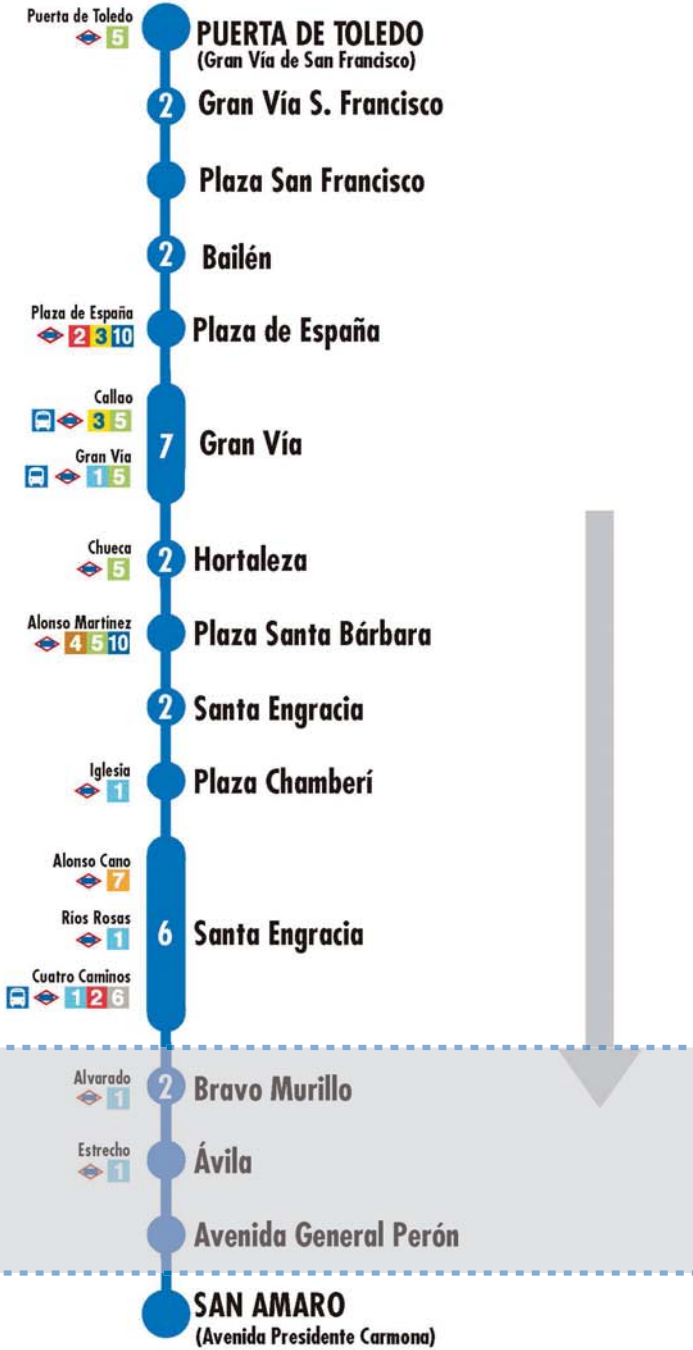 Puerta de Toledo
5
PUERTA DE TOLEDO
(Gran Vía de San Francisco)
2 Gran Vía S. Francisco
Plaza San Francisco
2 Bailén
Plaza de España
2 3 10
Plaza de España
Callao
3 5
Gran Via
1 5
7 Gran Vía
Chueca
5
2 Hortaleza
Alonso Martínez
4 5 10
Plaza Santa Bárbara
2 Santa Engracia
Iglesia
1
Plaza Chamberí
Alonso Cano
7
Ríos Rosas
1
6 Santa Engracia
Cuatro Caminos
1 2 6
Alvarado
1
2 Bravo Murillo
Estrecho
1
Ávila
Avenida General Perón
SAN AMARO
(Avenida Presidente Carmona)